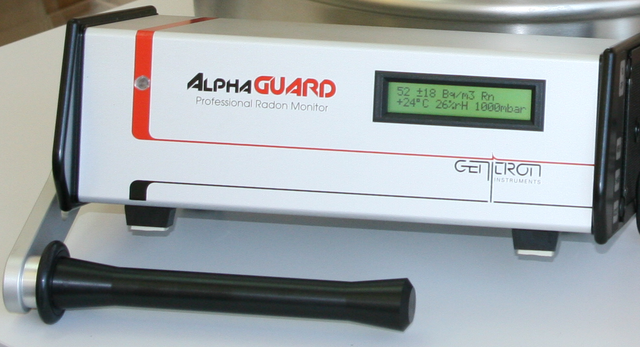 ALPHAGUARD
Professional Radon Monitor
52 ±18 Bq/m3 Rn
+24°C 26%rH 1000mbar
GENITRON
INSTRUMENTS